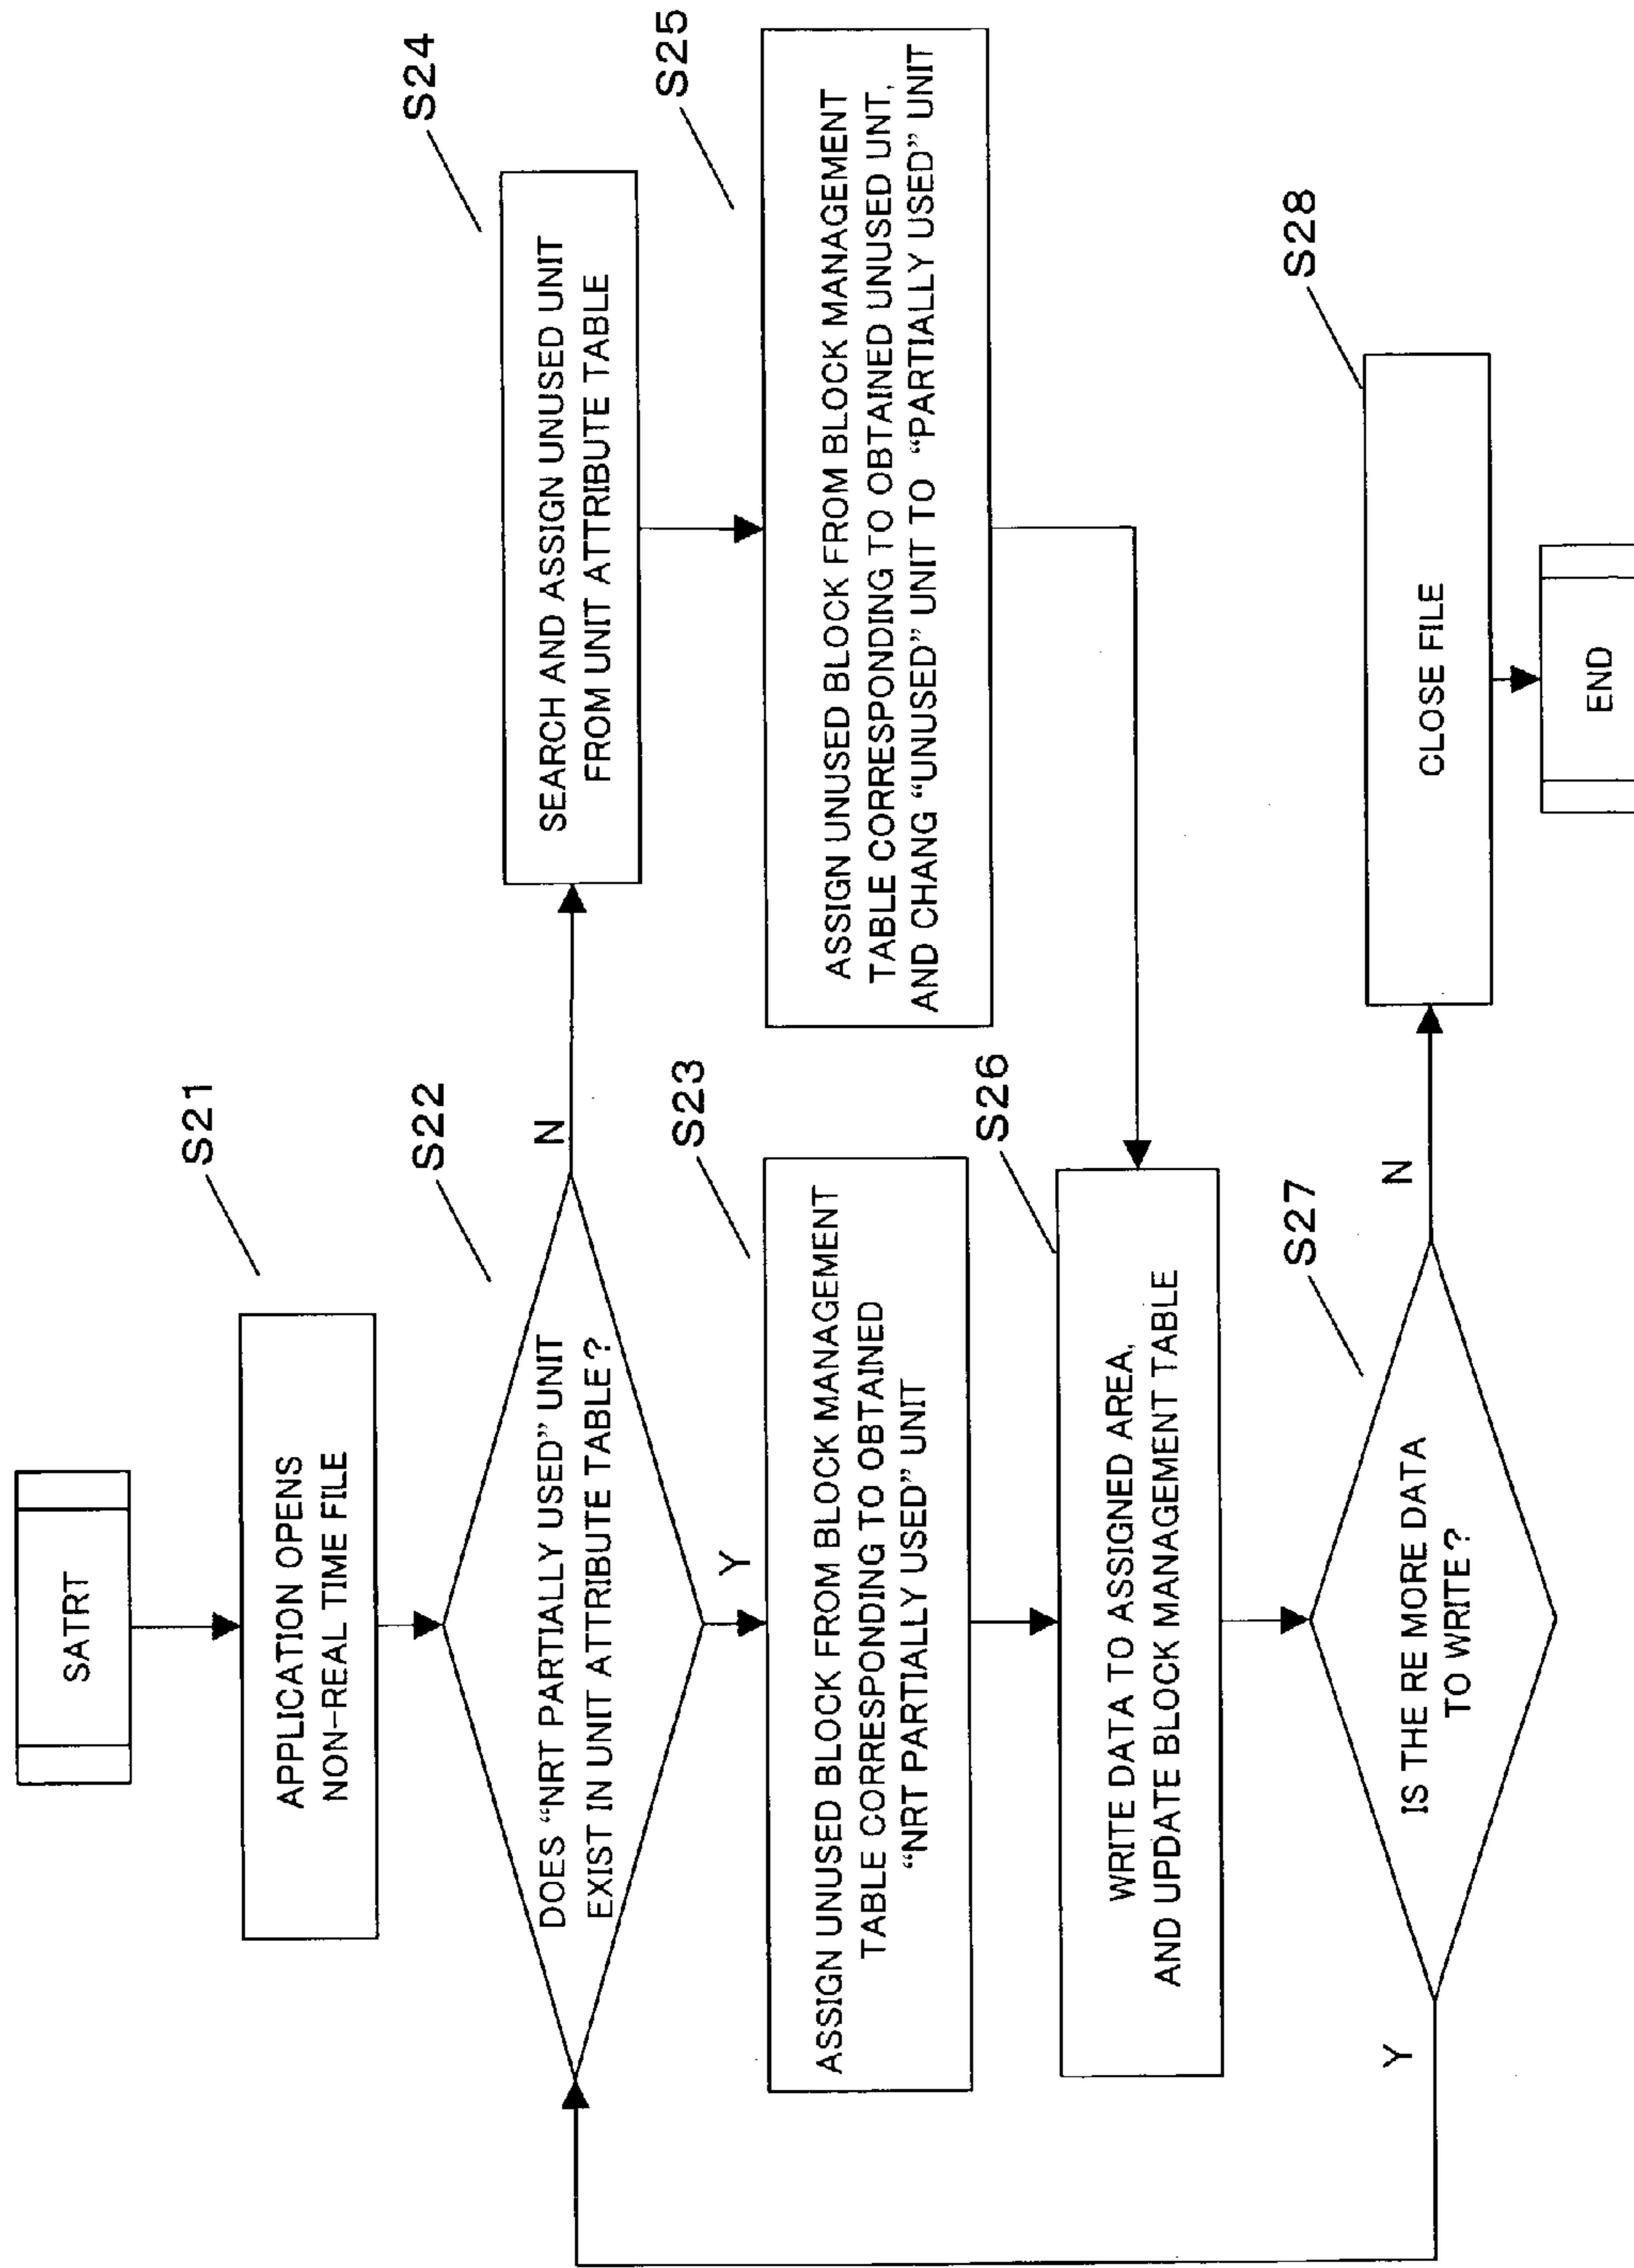 SATRT
S21
APPLICATION OPENS
NON-REAL TIME FILE
S22
DOES “NRT PARTIALLY USED” UNIT
EXIST IN UNIT ATTRIBUTE TABLE?
N
Y
S24
SEARCH AND ASSIGN UNUSED UNIT
FROM UNIT ATTRIBUTE TABLE
S23
ASSIGN UNUSED BLOCK FROM BLOCK MANAGEMENT
TABLE CORRESPONDING TO OBTAINED
“NRT PARTIALLY USED” UNIT
S25
ASSIGN UNUSED BLOCK FROM BLOCK MANAGEMENT
TABLE CORRESPONDING TO OBTAINED UNUSED UNT,
AND CHANG “UNUSED” UNIT TO “PARTIALLY USED” UNIT
S26
WRITE DATA TO ASSIGNED AREA,
AND UPDATE BLOCK MANAGEMENT TABLE
S27
IS THE RE MORE DATA
TO WRITE?
Y
N
S28
CLOSE FILE
END